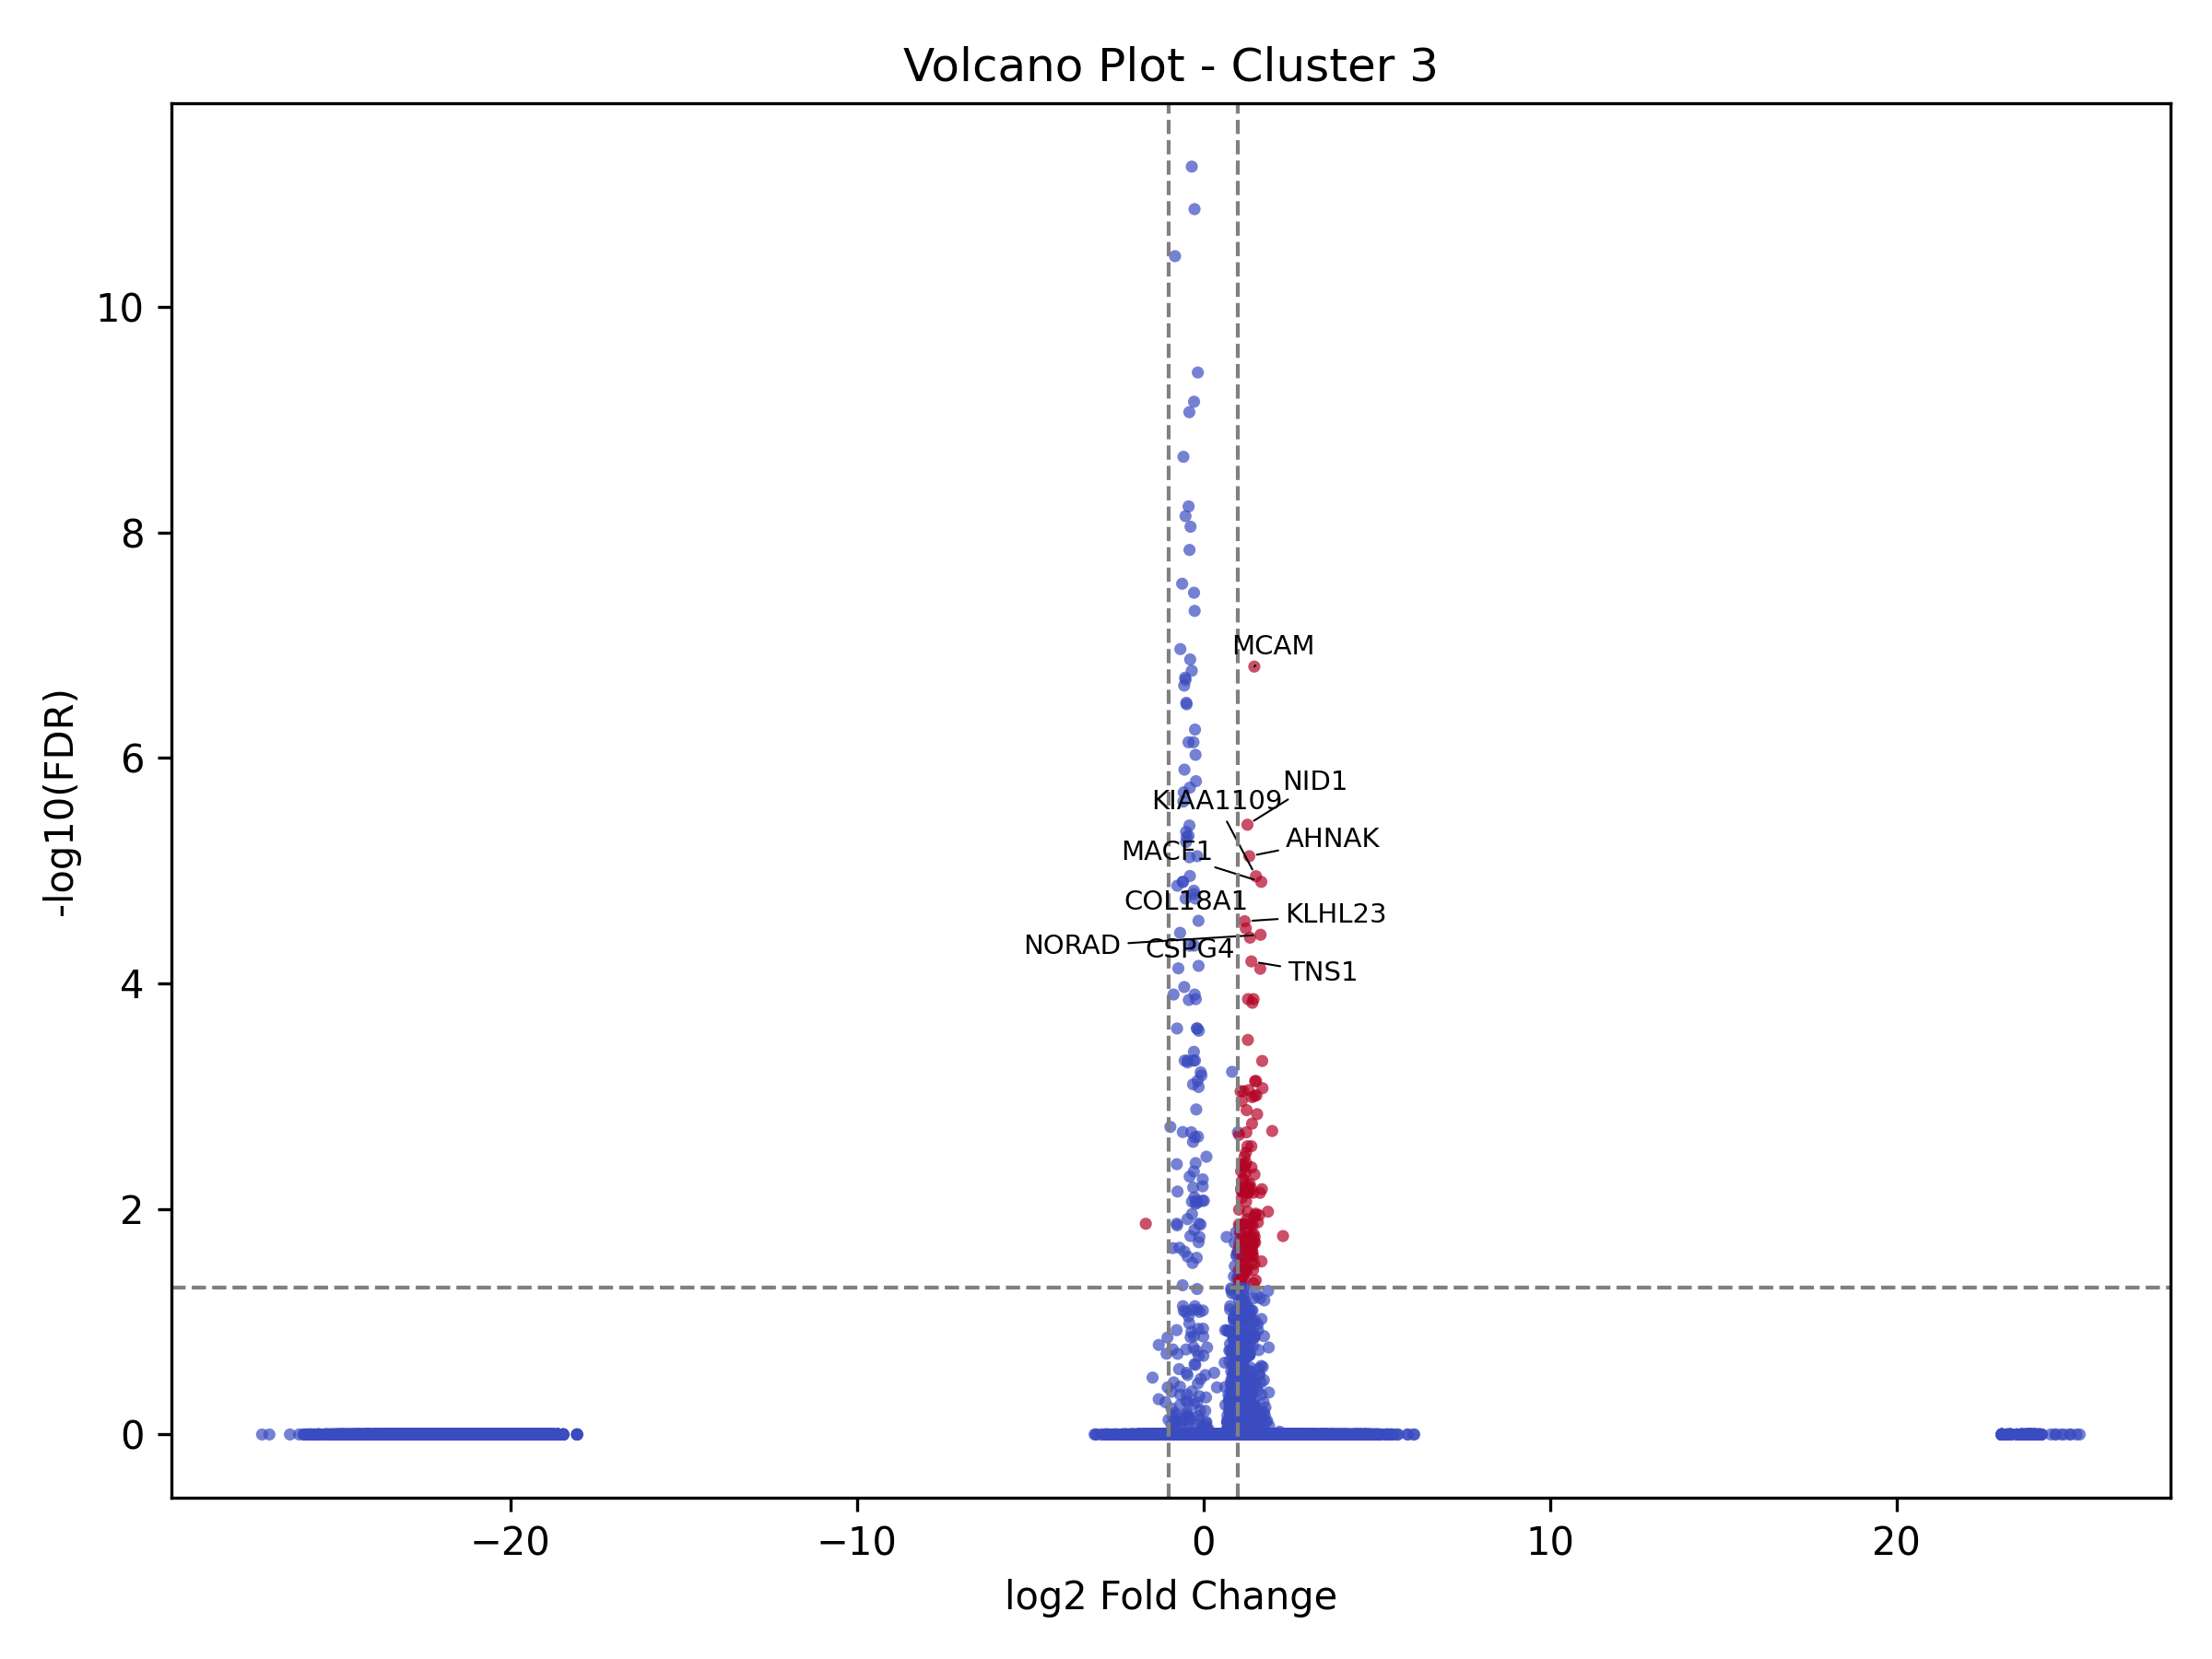 Volcano Plot - Cluster 3
-log10(FDR)
10
8
6
4
2
0
MCAM
NID1
KIAA1109
AHNAK
MACF1
COL18A1
KLHL23
NORAD
CSPG4
TNS1
−20
−10
0
10
20
log2 Fold Change